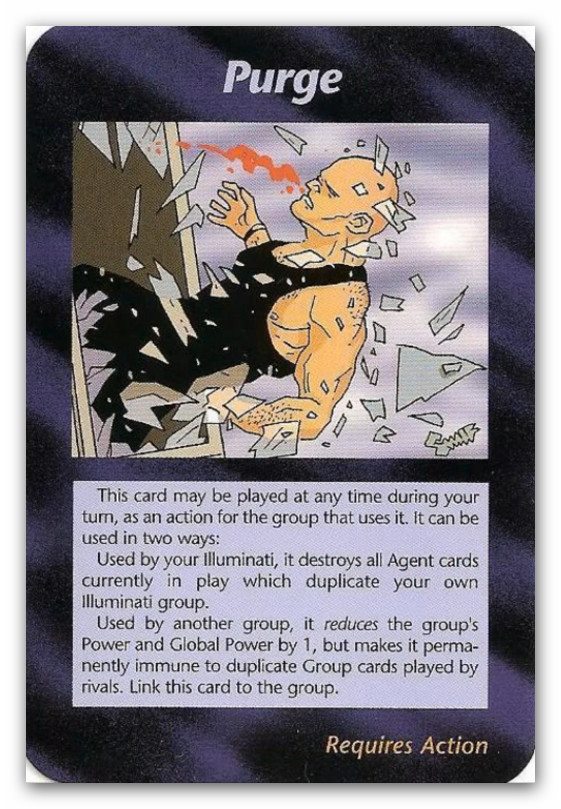 Purge
This card may be played at any time during your
turn, as an action for the group that uses it. It can be
used in two ways:
Used by your Illuminati, it destroys all Agent cards
currently in play which duplicate your own
Illuminati group.
Used by another group, it reduces the group's
Power and Global Power by 1, but makes it perma-
nently immune to duplicate Group cards played by
rivals. Link this card to the group.
Requires Action